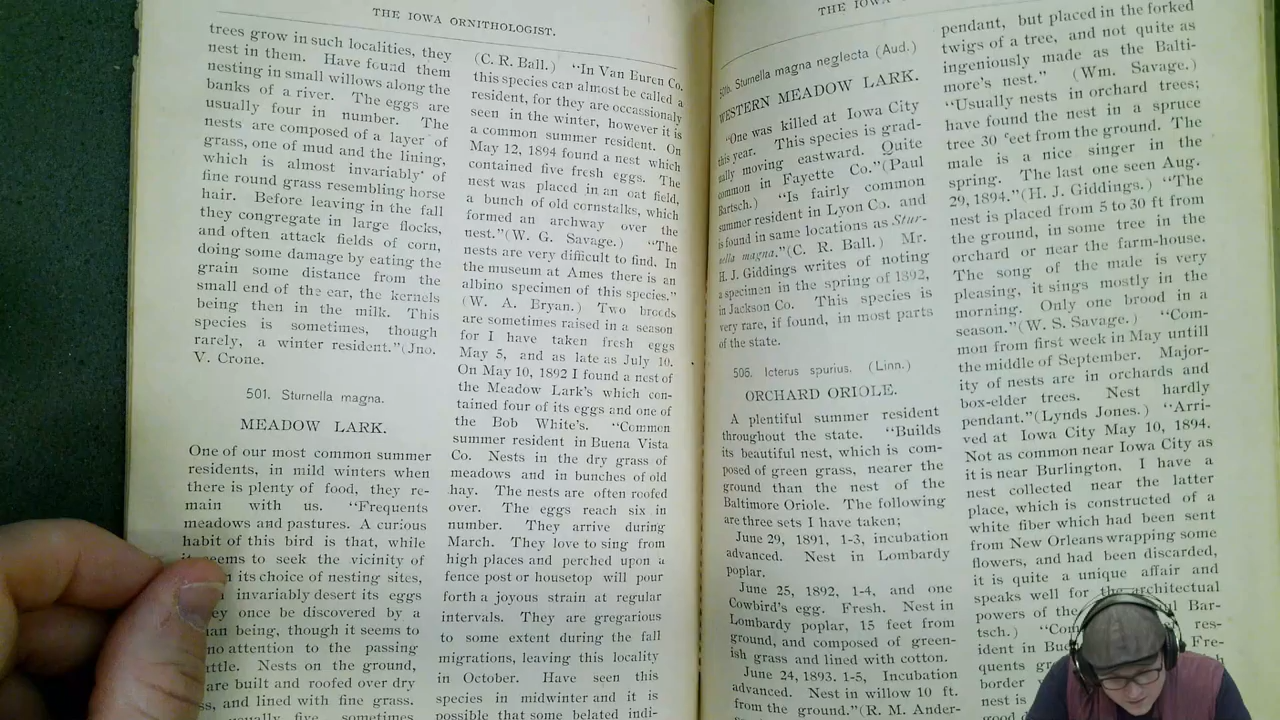 THE IOWA ORNITHOLOGIST.
trees grow in such localities, they
nest in them. Have found them
nesting in small willows along the
banks of a river. The eggs are
usually four in number. The
nests are composed of a layer of
grass, one of mud and the lining,
which is almost invariably of
fine round grass resembling horse
hair. Before leaving in the fall
they congregate in large flocks,
and often attack fields of corn,
doing some damage by eating the
grain some distance from the
small end of the ear, the kernels
being then in the milk. This
species is sometimes, though
rarely, a winter resident."(Jno.
V. Crone.
501. Sturnella magna.
MEADOW LARK.
One of our most common summer
residents, in mild winters when
there is plenty of food, they re-
main with us. "Frequents
meadows and pastures. A curious
habit of this bird is that, while
seems to seek the vicinity of
its choice of nesting sites,
invariably desert its eggs
once be discovered by a
being, though it seems to
no attention to the passing
Nests on the ground,
are built and roofed over dry
and lined with fine grass.
usually five, sometimes
(C. R. Ball.) "In Van Buren Co.
this species can almost be called a
resident, for they are occasionaly
seen in the winter, however it is
a common summer resident. On
May 12, 1894 found a nest which
contained five fresh eggs. The
nest was placed in an oat field,
a bunch of old cornstalks, which
formed an archway over the
nest."(W. G. Savage.) "The
nests are very difficult to find. In
the museum at Ames there is an
albino specimen of this species."
(W. A. Bryan.) Two broods
are sometimes raised in a season
for I have taken fresh eggs
May 5, and as late as July 10.
On May 10, 1892 I found a nest of
the Meadow Lark's which con-
tained four of its eggs and one of
the Bob White's. "Common
summer resident in Buena Vista
Co. Nests in the dry grass of
meadows and in bunches of old
hay. The nests are often roofed
over. The eggs reach six in
number. They arrive during
March. They love to sing from
high places and perched upon a
fence post or housetop will pour
forth a joyous strain at regular
intervals. They are gregarious
to some extent during the fall
migrations, leaving this locality
in October. Have seen this
species in midwinter and it is
possible that some belated indi-
THE IOWA
Sturnella magna neglecta (Aud.)
WESTERN MEADOW LARK.
"One was killed at Iowa City
this year. This species is grad-
ually moving eastward. Quite
common in Fayette Co."(Paul
Bartsch.) "Is fairly common
summer resident in Lyon Co. and
is found in same locations as Stur-
nella magna."(C. R. Ball.) Mr.
H. J. Giddings writes of noting
a specimen in the spring of 1892,
in Jackson Co. This species is
very rare, if found, in most parts
of the state.
506. Icterus spurius. (Linn.)
ORCHARD ORIOLE.
A plentiful summer resident
throughout the state. "Builds
its beautiful nest, which is com-
posed of green grass, nearer the
ground than the nest of the
Baltimore Oriole. The following
are three sets I have taken;
June 29, 1891, 1-3, incubation
advanced. Nest in Lombardy
poplar.
June 25, 1892, 1-4, and one
Cowbird's egg. Fresh. Nest in
Lombardy poplar, 15 feet from
ground, and composed of green-
ish grass and lined with cotton.
June 24, 1893. 1-5, Incubation
advanced. Nest in willow 10 ft.
from the ground."(R. M. Ander-
pendant, but placed in the forked
twigs of a tree, and not quite as
ingeniously made as the Balti-
more's nest." (Wm. Savage.)
"Usually nests in orchard trees;
have found the nest in a spruce
tree 30 feet from the ground. The
male is a nice singer in the
spring. The last one seen Aug.
29, 1894."(H. J. Giddings.) "The
nest is placed from 5 to 30 ft from
the ground, in some tree in the
orchard or near the farm-house.
The song of the male is very
pleasing, it sings mostly in the
morning. Only one brood in a
season."(W. S. Savage.) "Com-
mon from first week in May untill
the middle of September. Major-
ity of nests are in orchards and
box-elder trees. Nest hardly
pendant."(Lynds Jones.) "Arri-
ved at Iowa City May 10, 1894.
Not as common near Iowa City as
it is near Burlington. I have a
nest collected near the latter
place, which is constructed of a
white fiber which had been sent
from New Orleans wrapping some
flowers, and had been discarded,
it is quite a unique affair and
speaks well for the architectural
powers of the Bar-
tsch.) res-
ident in Fre-
quents
border
nest is
good